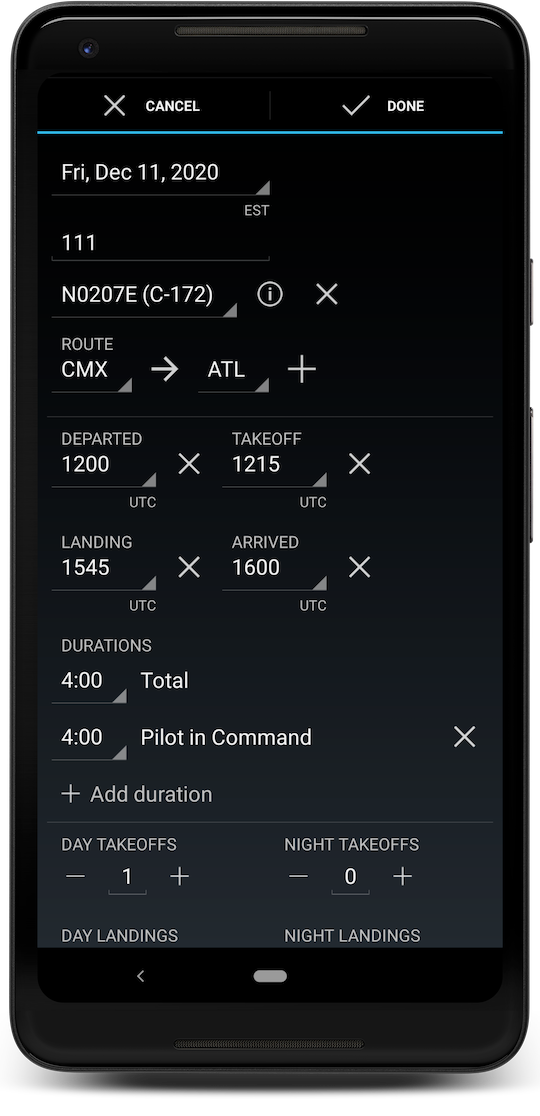 CANCEL DONE
Fri, Dec 11, 2020
EST
111
N0207E (C-172)
ROUTE
CMX → ATL
DEPARTED TAKEOFF
1200 1215
UTC UTC
LANDING ARRIVED
1545 1600
UTC UTC
DURATIONS
4:00 Total
4:00 Pilot in Command
+ Add duration
DAY TAKEOFFS NIGHT TAKEOFFS
— 1 + — 0 +
DAY LANDINGS NIGHT LANDINGS